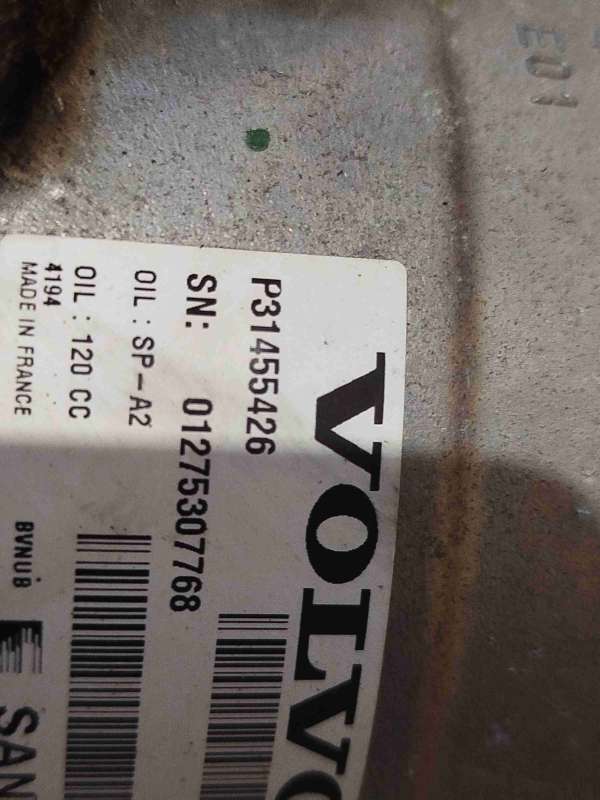 E01
VOLVO
P31455426
SN: 01275307768
OIL : SP-A2
OIL : 120 CC
4194
MADE IN FRANCE
BVNUB
SAN